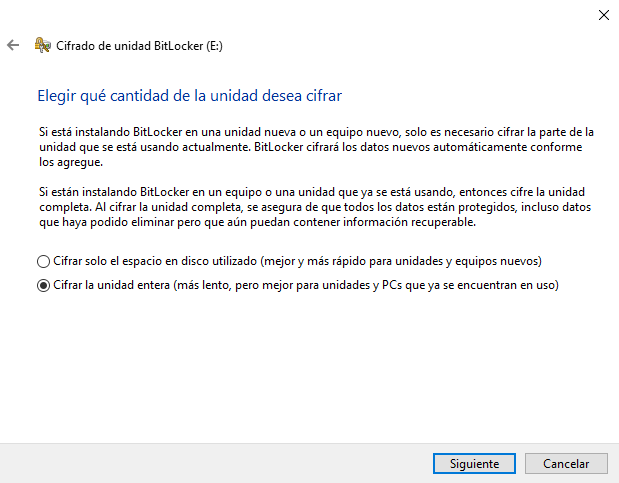 Cifrado de unidad BitLocker (E:)
Elegir qué cantidad de la unidad desea cifrar
Si está instalando BitLocker en una unidad nueva o un equipo nuevo, solo es necesario cifrar la parte de la
unidad que se está usando actualmente. BitLocker cifrará los datos nuevos automáticamente conforme
los agregue.
Si están instalando BitLocker en un equipo o una unidad que ya se está usando, entonces cifre la unidad
completa. Al cifrar la unidad completa, se asegura de que todos los datos están protegidos, incluso datos
que haya podido eliminar pero que aún puedan contener información recuperable.
Cifrar solo el espacio en disco utilizado (mejor y más rápido para unidades y equipos nuevos)
Cifrar la unidad entera (más lento, pero mejor para unidades y PCs que ya se encuentran en uso)
Siguiente
Cancelar